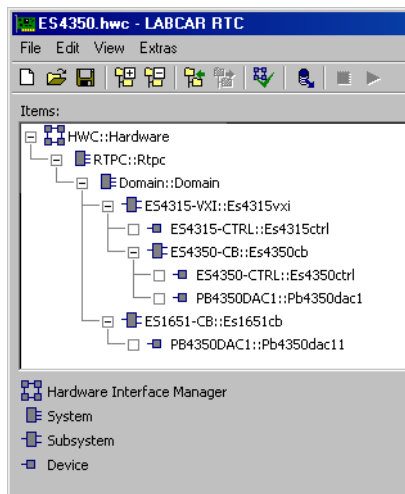 ES4350.hwc - LABCAR RTC
File Edit View Extras
Items:
HWC::Hardware
RTPC::Rtpc
Domain::Domain
ES4315-VXI::Es4315vxi
ES4315-CTRL::Es4315ctrl
ES4350-CB::Es4350cb
ES4350-CTRL::Es4350ctrl
PB4350DAC1::Pb4350dac1
ES1651-CB::Es1651cb
PB4350DAC1::Pb4350dac11
Hardware Interface Manager
System
Subsystem
Device